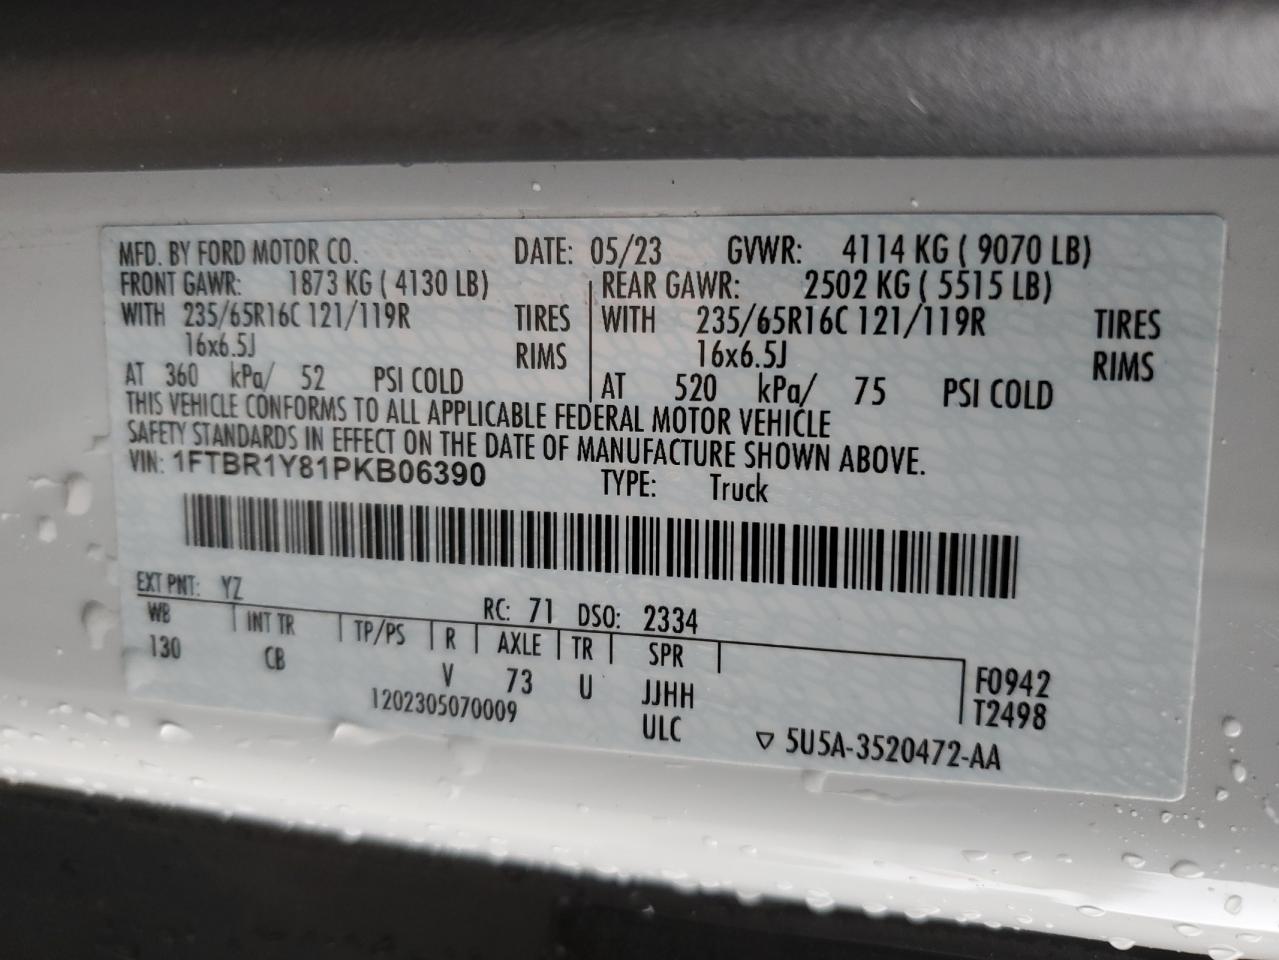 MFD. BY FORD MOTOR CO. DATE: 05/23 GVWR: 4114 KG ( 9070 LB)
FRONT GAWR: 1873 KG ( 4130 LB) REAR GAWR: 2502 KG ( 5515 LB)
WITH 235/65R16C 121/119R TIRES WITH 235/65R16C 121/119R TIRES
16x6.5J RIMS 16x6.5J RIMS
AT 360 kPa/ 52 PSI COLD AT 520 kPa/ 75 PSI COLD
THIS VEHICLE CONFORMS TO ALL APPLICABLE FEDERAL MOTOR VEHICLE
SAFETY STANDARDS IN EFFECT ON THE DATE OF MANUFACTURE SHOWN ABOVE.
VIN: 1FTBR1Y81PKB06390 TYPE: Truck
EXT PNT: YZ RC: 71 DSO: 2334
WB INT TR TP/PS R AXLE TR SPR
130 CB V 73 U JJHH F0942
1202305070009 ULC T2498
▽ 5U5A-3520472-AA